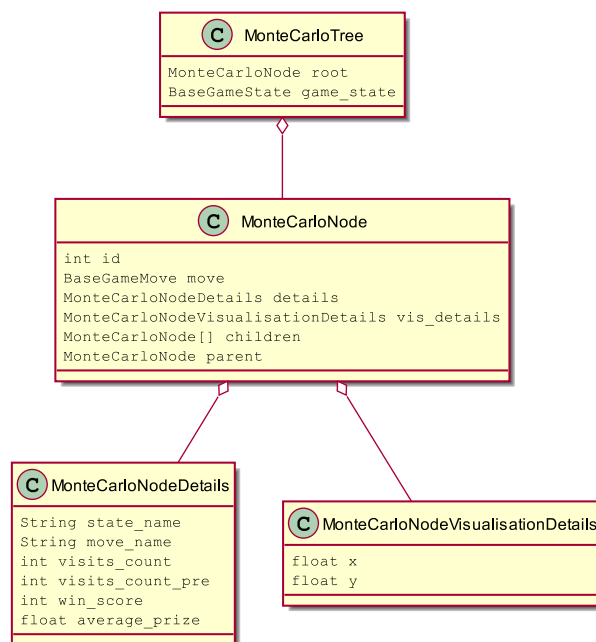 C MonteCarloTree
MonteCarloNode root
BaseGameState game_state
C MonteCarloNode
int id
BaseGameMove move
MonteCarloNodeDetails details
MonteCarloNodeVisualisationDetails vis_details
MonteCarloNode[] children
MonteCarloNode parent
C MonteCarloNodeDetails
String state_name
String move_name
int visits_count
int visits_count_pre
int win_score
float average_prize
C MonteCarloNodeVisualisationDetails
float x
float y